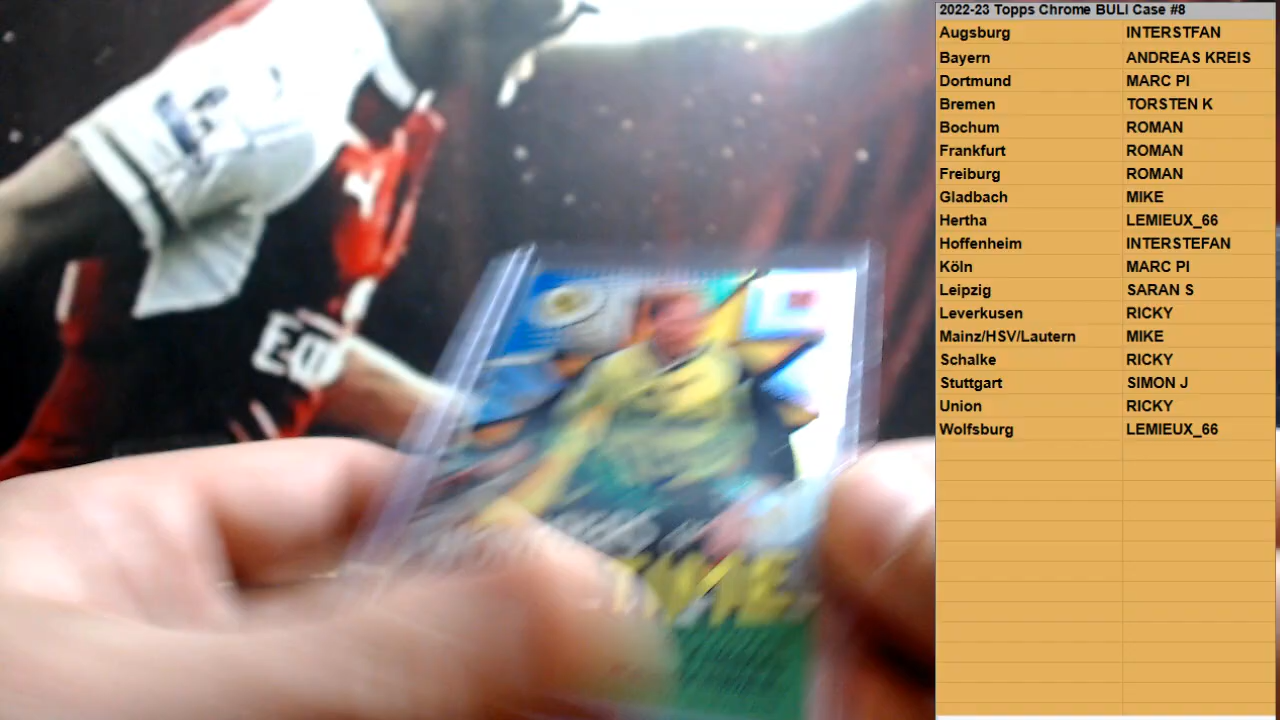 2022-23 Topps Chrome BULI Case #8
Augsburg INTERSTFAN
Bayern ANDREAS KREIS
Dortmund MARC PI
Bremen TORSTEN K
Bochum ROMAN
Frankfurt ROMAN
Freiburg ROMAN
Gladbach MIKE
Hertha LEMIEUX_66
Hoffenheim INTERSTEFAN
Köln MARC PI
Leipzig SARAN S
Leverkusen RICKY
Mainz/HSV/Lautern MIKE
Schalke RICKY
Stuttgart SIMON J
Union RICKY
Wolfsburg LEMIEUX_66